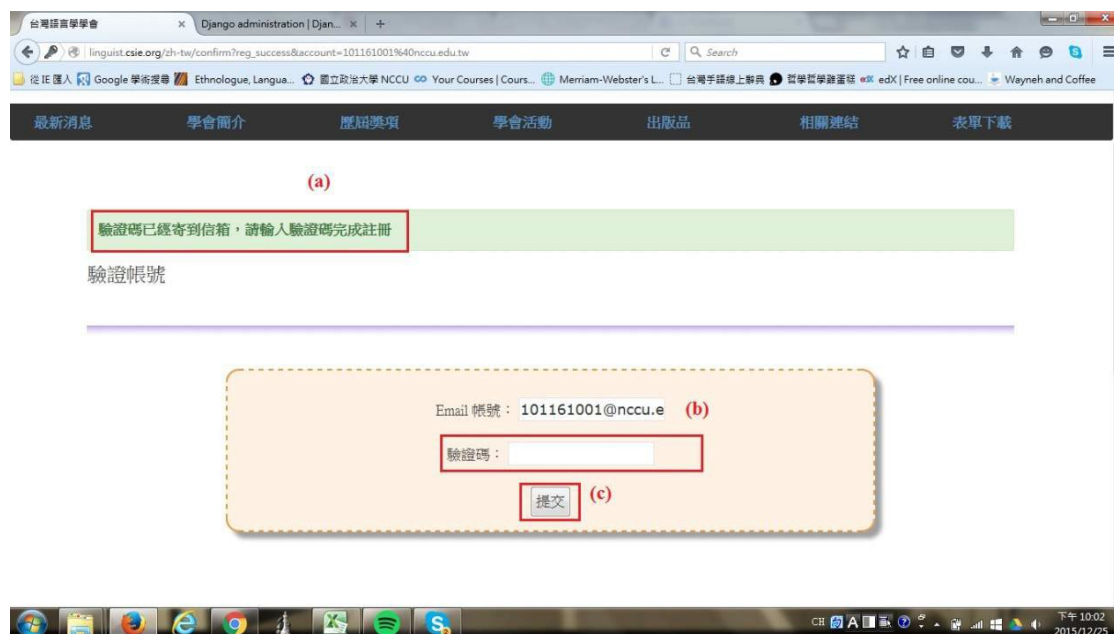 台灣語言學學會 × Django administration | Djan... × +
linguist.csie.org/zh-tw/confirm?reg_success&account=101161001%40nccu.edu.tw Search
從 IE 匯入 Google 學術搜尋 Ethnologue, Langua... 國立政治大學 NCCU Your Courses | Cours... Merriam-Webster's L... 台灣手語線上辭典 哲學哲學雞蛋糕 edX | Free online cou... Wayneh and Coffee
最新消息 學會簡介 歷屆獎項 學會活動 出版品 相關連結 表單下載
(a)
驗證碼已經寄到信箱，請輸入驗證碼完成註冊
驗證帳號
Email 帳號： 101161001@nccu.e (b)
驗證碼：
提交 (c)
CH A 下午 10:02
2015/12/25